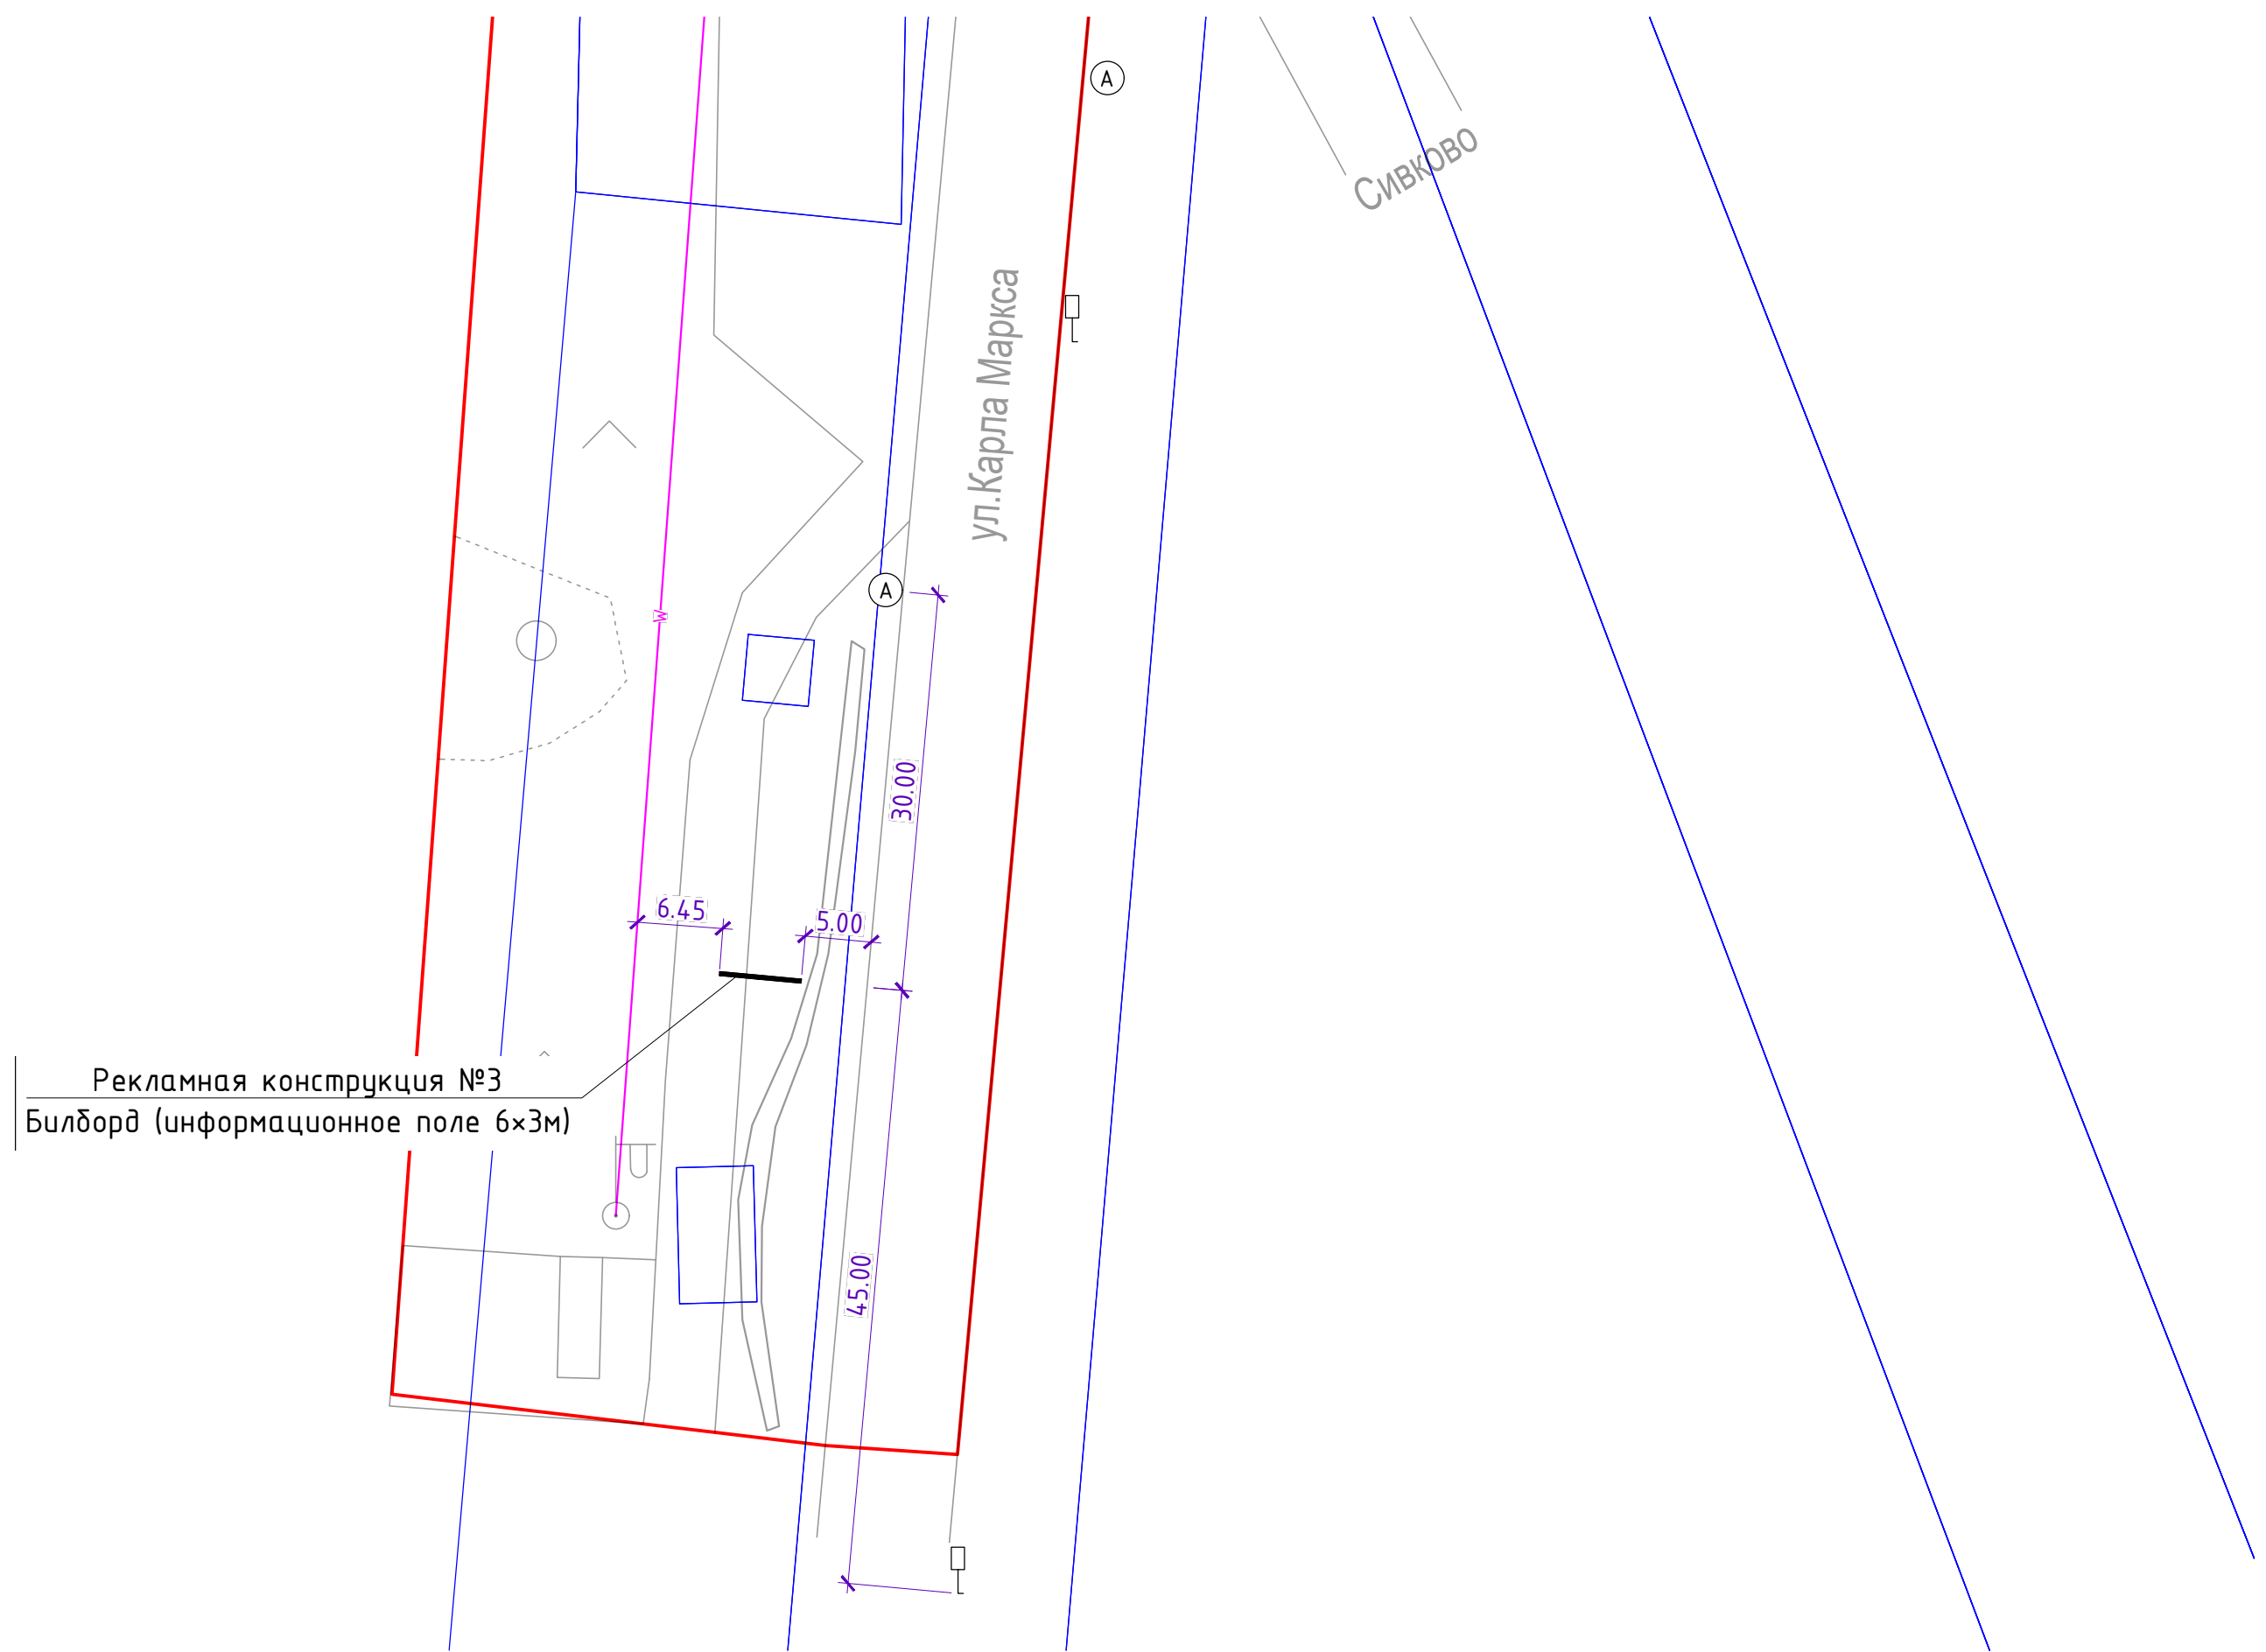 А
Сивково
ул.Карла Маркса
А
W
30.00
6.45
5.00
Рекламная конструкция №3
Билборд (информационное поле 6×3м)
45.00